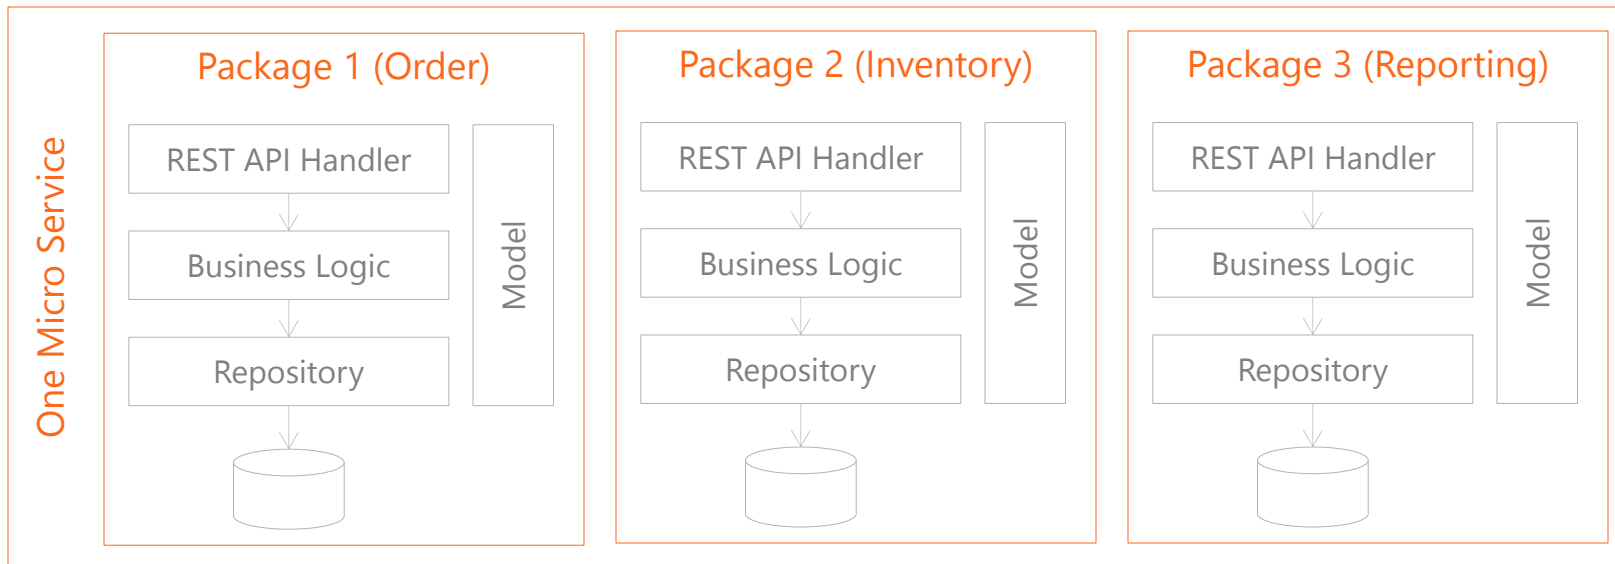 One Micro Service
Package 1 (Order)
REST API Handler
Business Logic
Repository
Model
Package 2 (Inventory)
REST API Handler
Business Logic
Repository
Model
Package 3 (Reporting)
REST API Handler
Business Logic
Repository
Model